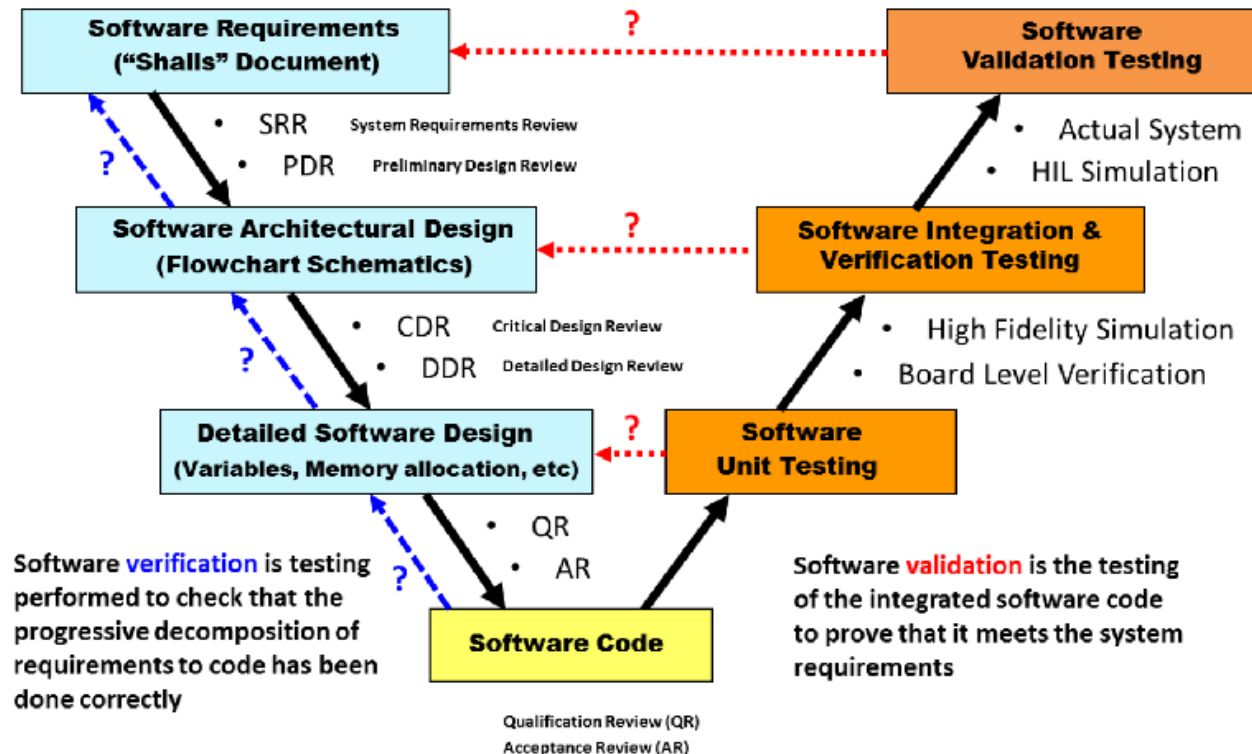 Software Requirements
("Shalls" Document)
?
Software
Validation Testing
• SRR System Requirements Review
• PDR Preliminary Design Review
?
• Actual System
• HIL Simulation
Software Architectural Design
(Flowchart Schematics)
?
Software Integration &
Verification Testing
• CDR Critical Design Review
• DDR Detailed Design Review
?
• High Fidelity Simulation
• Board Level Verification
Detailed Software Design
(Variables, Memory allocation, etc)
?
Software
Unit Testing
• QR
• AR
?
Software verification is testing
performed to check that the
progressive decomposition of
requirements to code has been
done correctly
Software validation is the testing
of the integrated software code
to prove that it meets the system
requirements
Software Code
Qualification Review (QR)
Acceptance Review (AR)